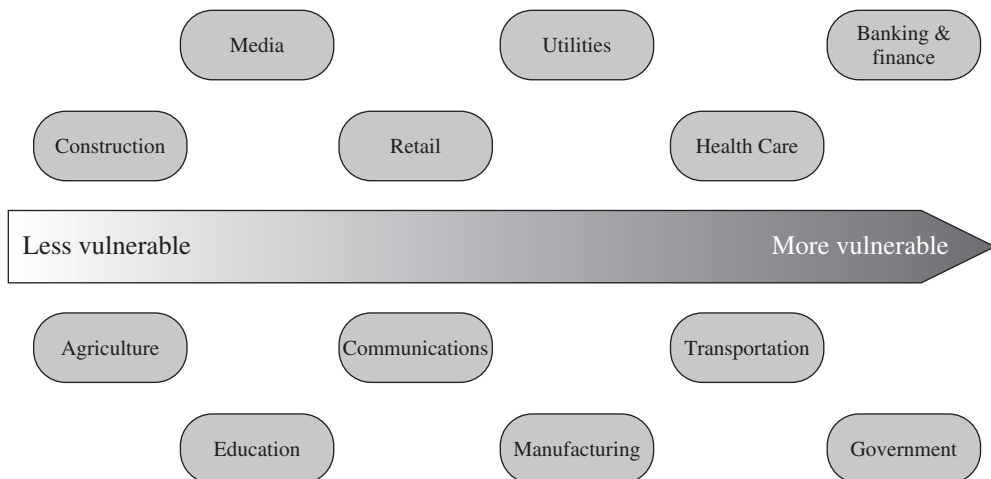 Media
Utilities
Banking &
finance
Construction
Retail
Health Care
Less vulnerable
More vulnerable
Agriculture
Communications
Transportation
Education
Manufacturing
Government